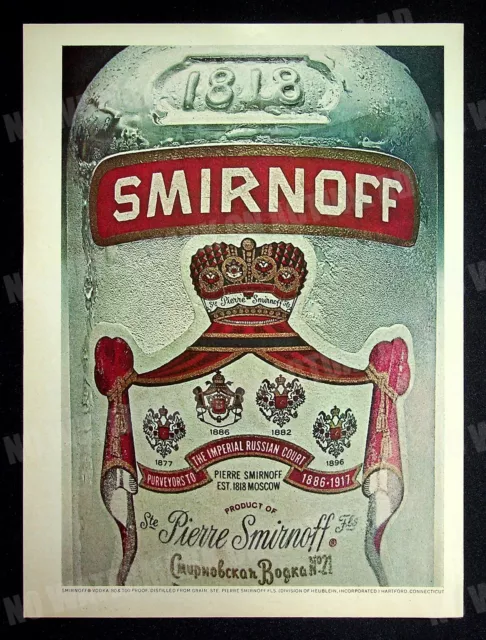 1818
SMIRNOFF
Ste Pierre Smirnoff Fls
1886 1882
1877 1896
THE IMPERIAL RUSSIAN COURT
PURVEYORS TO
PIERRE SMIRNOFF
EST. 1818 MOSCOW
1886-1917
PRODUCT OF
Ste Pierre Smirnoff Fls ®
Смирновская Водка №21
SMIRNOFF® VODKA, 80 & 100 PROOF. DISTILLED FROM GRAIN. STE. PIERRE SMIRNOFF FLS. (DIVISION OF HEUBLEIN, INCORPORATED) HARTFORD, CONNECTICUT